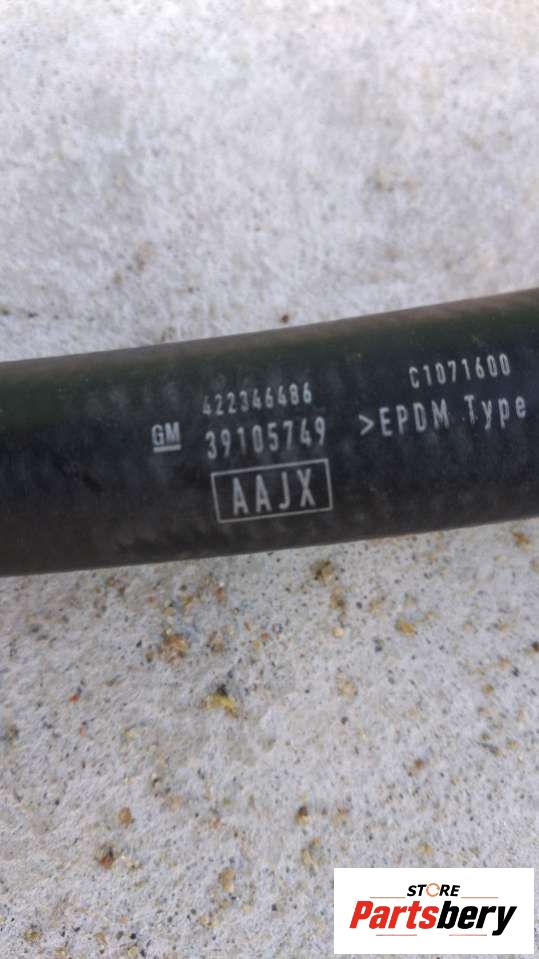 422346486
C1071600
GM
39105749
>EPDM Type
AAJX
STORE
Partsbery